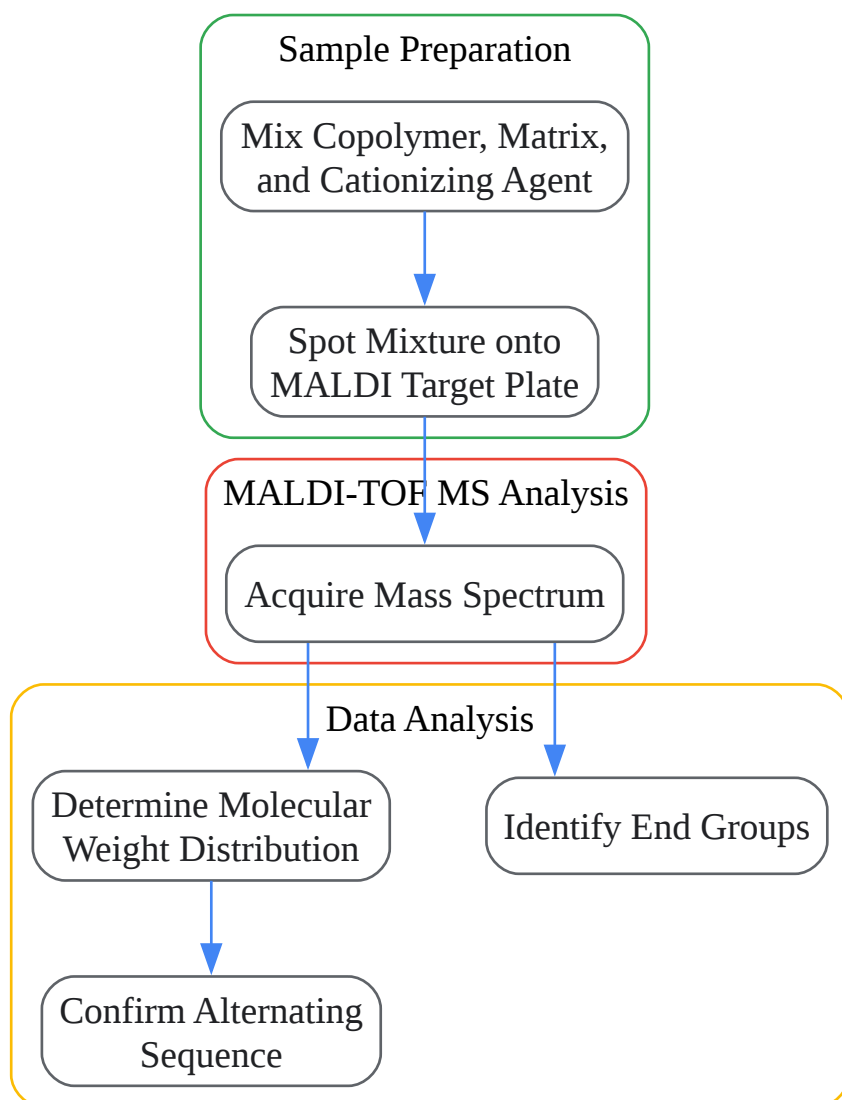 Sample Preparation
Mix Copolymer, Matrix,
and Cationizing Agent
Spot Mixture onto
MALDI Target Plate
MALDI-TOF MS Analysis
Acquire Mass Spectrum
Data Analysis
Determine Molecular
Weight Distribution
Identify End Groups
Confirm Alternating
Sequence